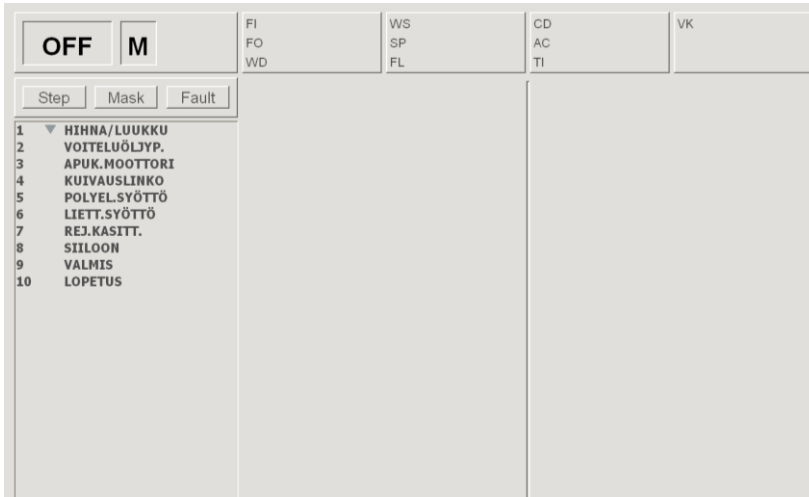 OFF M
FI
FO
WD
WS
SP
FL
CD
AC
TI
VK
Step Mask Fault
1 HIHNA/LUUKKU
2 VOITELUÖLJYP.
3 APUK.MOOTTORI
4 KUIVAUSLINKO
5 POLYEL.SYÖTTÖ
6 LIETT.SYÖTTÖ
7 REJ.KASITT.
8 SIILOON
9 VALMIS
10 LOPETUS